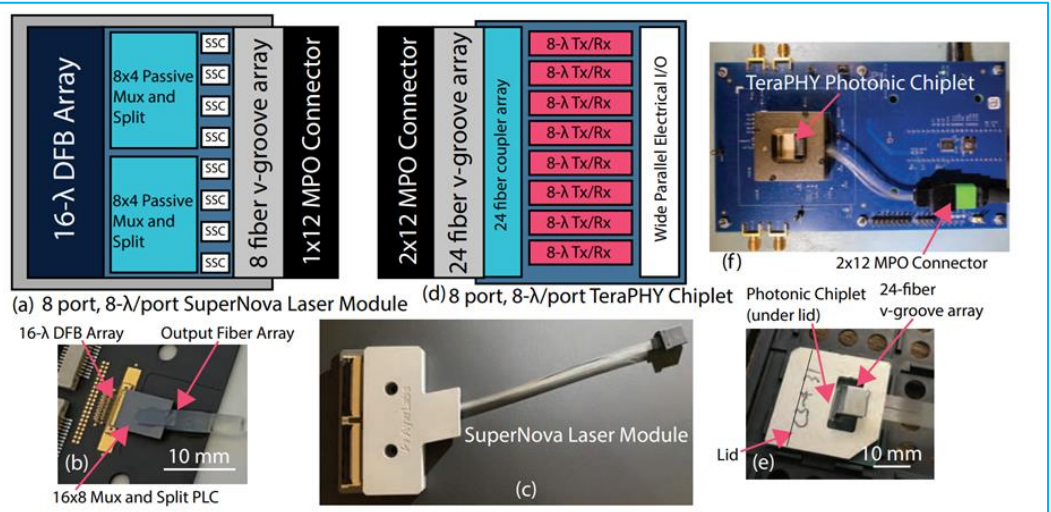 16-λ DFB Array
8x4 Passive
Mux and
Split
8x4 Passive
Mux and
Split
SSC
SSC
SSC
SSC
SSC
SSC
SSC
SSC
8 fiber v-groove array
1x12 MPO Connector
(a) 8 port, 8-λ/port SuperNova Laser Module
2x12 MPO Connector
24 fiber v-groove array
24 fiber coupler array
8-λ Tx/Rx
8-λ Tx/Rx
8-λ Tx/Rx
8-λ Tx/Rx
8-λ Tx/Rx
8-λ Tx/Rx
8-λ Tx/Rx
8-λ Tx/Rx
Wide Parallel Electrical I/O
(d) 8 port, 8-λ/port TeraPHY Chiplet
TeraPHY Photonic Chiplet
(f)
2x12 MPO Connector
16-λ DFB Array
Output Fiber Array
(b)
10 mm
16x8 Mux and Split PLC
SuperNova Laser Module
(c)
Photonic Chiplet
(under lid)
24-fiber
v-groove array
Lid
(e)
10 mm